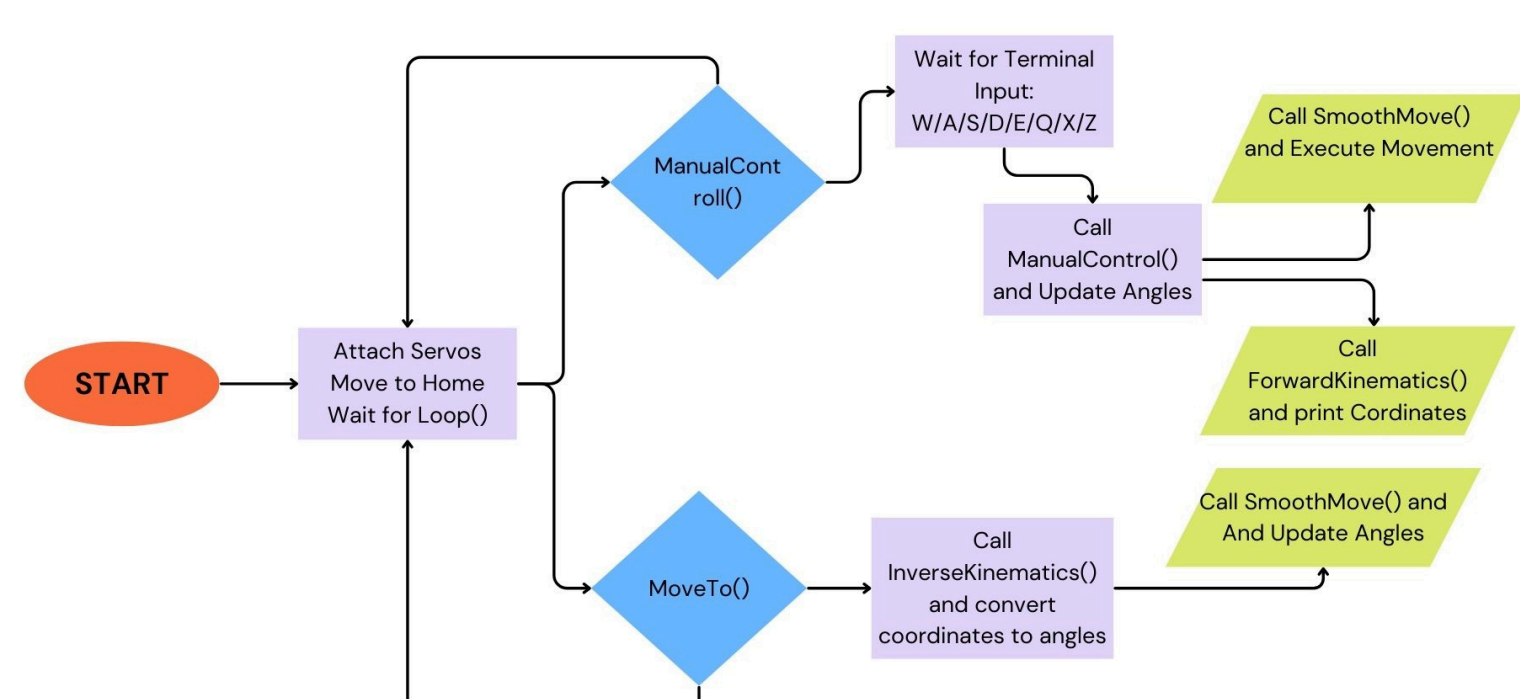 START
Attach Servos
Move to Home
Wait for Loop()
ManualCont
roll()
Wait for Terminal
Input:
W/A/S/D/E/Q/X/Z
Call
ManualControl()
and Update Angles
Call SmoothMove()
and Execute Movement
Call
ForwardKinematics()
and print Cordinates
MoveTo()
Call
InverseKinematics()
and convert
coordinates to angles
Call SmoothMove() and
And Update Angles